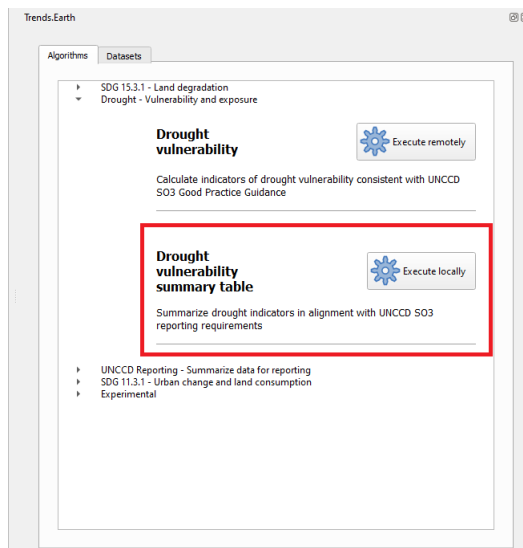 Trends.Earth
Algorithms Datasets
SDG 15.3.1 - Land degradation
Drought - Vulnerability and exposure
Drought
vulnerability
Execute remotely
Calculate indicators of drought vulnerability consistent with UNCCD
SO3 Good Practice Guidance
Drought
vulnerability
summary table
Execute locally
Summarize drought indicators in alignment with UNCCD SO3
reporting requirements
UNCCD Reporting - Summarize data for reporting
SDG 11.3.1 - Urban change and land consumption
Experimental